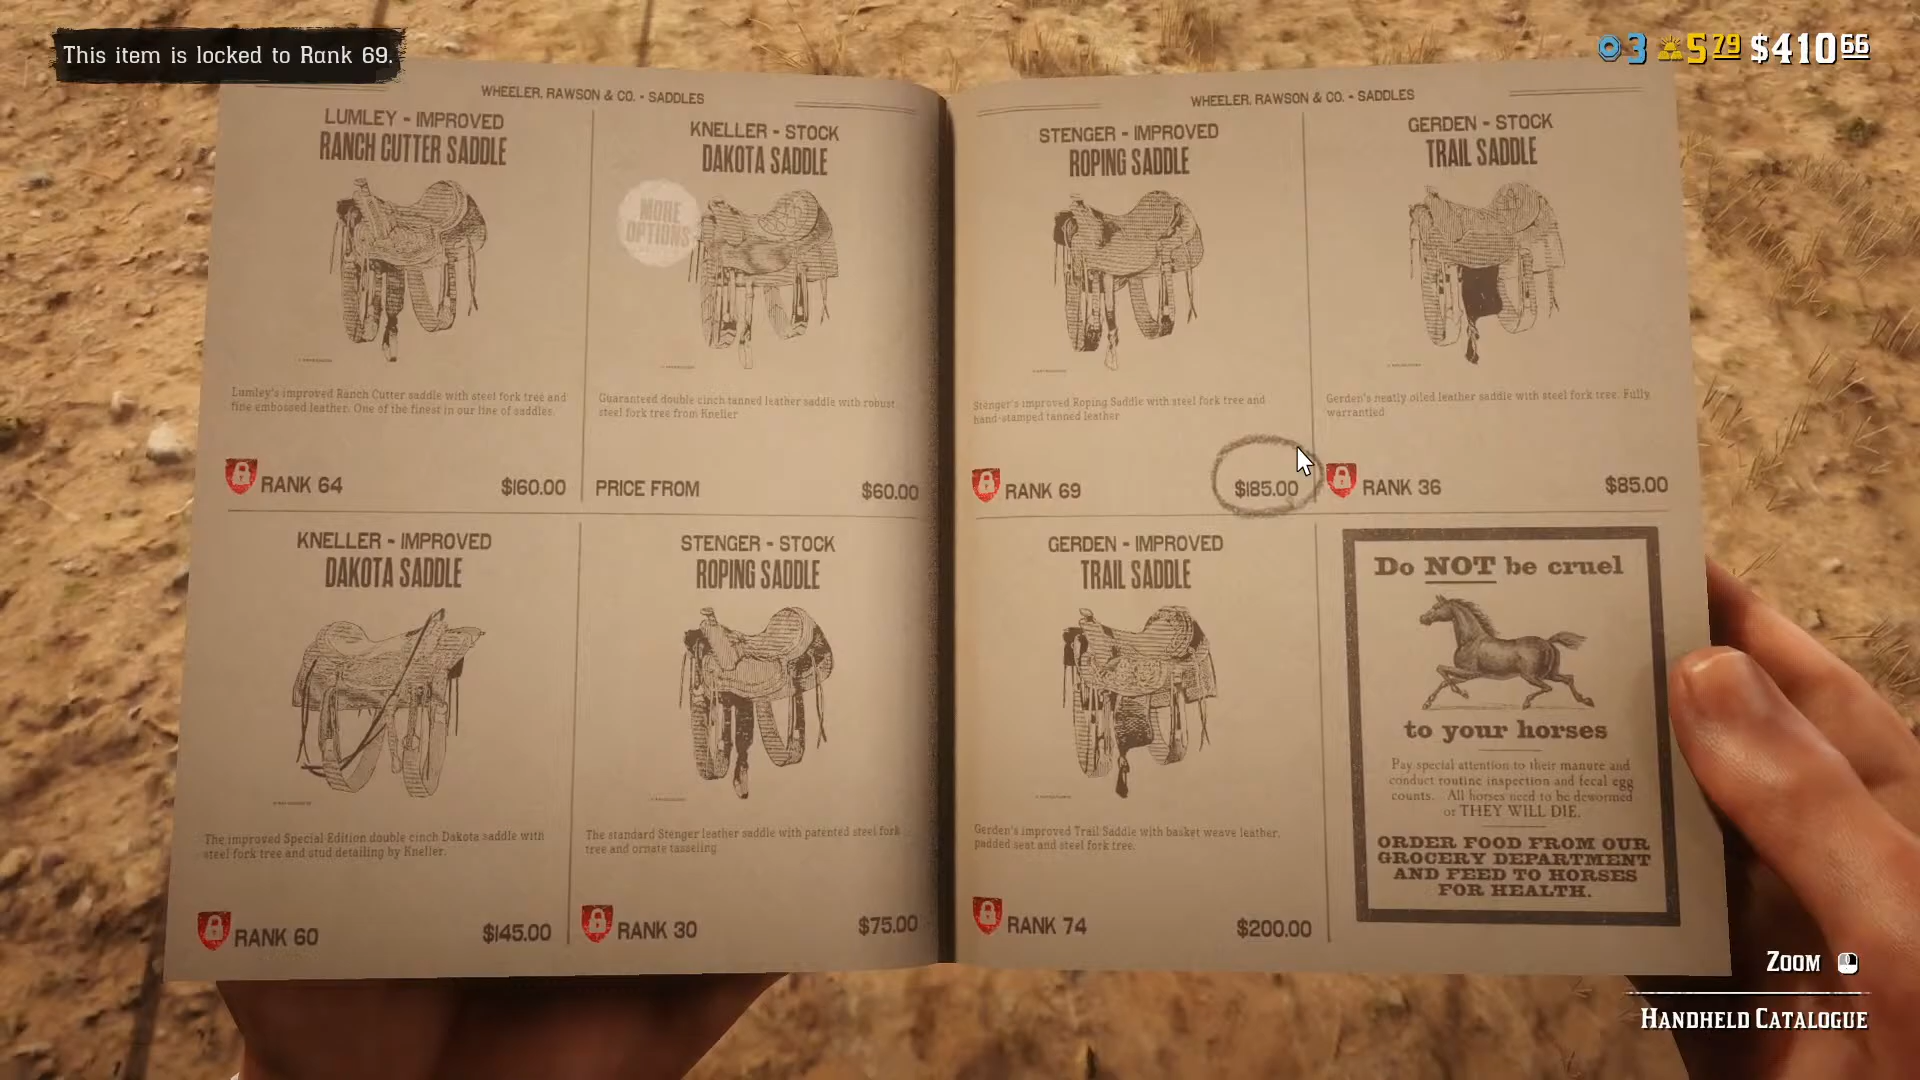 This item is locked to Rank 69.
3 5 79 $410 66
WHEELER, RAWSON & CO. - SADDLES
LUMLEY - IMPROVED
RANCH CUTTER SADDLE
Lumley's improved Ranch Cutter saddle with steel fork tree and
fine embossed leather. One of the finest in our line of saddles.
RANK 64 $160.00
KNELLER - STOCK
DAKOTA SADDLE
MORE
OPTIONS
Guaranteed double cinch tanned leather saddle with robust
steel fork tree from Kneller
PRICE FROM $60.00
KNELLER - IMPROVED
DAKOTA SADDLE
The improved Special Edition double cinch Dakota saddle with
steel fork tree and stud detailing by Kneller.
RANK 60 $145.00
STENGER - STOCK
ROPING SADDLE
The standard Stenger leather saddle with patented steel fork
tree and ornate tasseling
RANK 30 $75.00
WHEELER, RAWSON & CO. - SADDLES
STENGER - IMPROVED
ROPING SADDLE
Stenger's improved Roping Saddle with steel fork tree and
hand-stamped tanned leather
RANK 69 $185.00
GERDEN - STOCK
TRAIL SADDLE
Gerden's neatly oiled leather saddle with steel fork tree. Fully
warrantied
RANK 36 $85.00
GERDEN - IMPROVED
TRAIL SADDLE
Gerden's improved Trail Saddle with basket weave leather,
padded seat and steel fork tree.
RANK 74 $200.00
Do NOT be cruel
to your horses
Pay special attention to their manure and
conduct routine inspection and fecal egg
counts. All horses need to be dewormed
or THEY WILL DIE.
ORDER FOOD FROM OUR
GROCERY DEPARTMENT
AND FEED TO HORSES
FOR HEALTH.
ZOOM
HANDHELD CATALOGUE